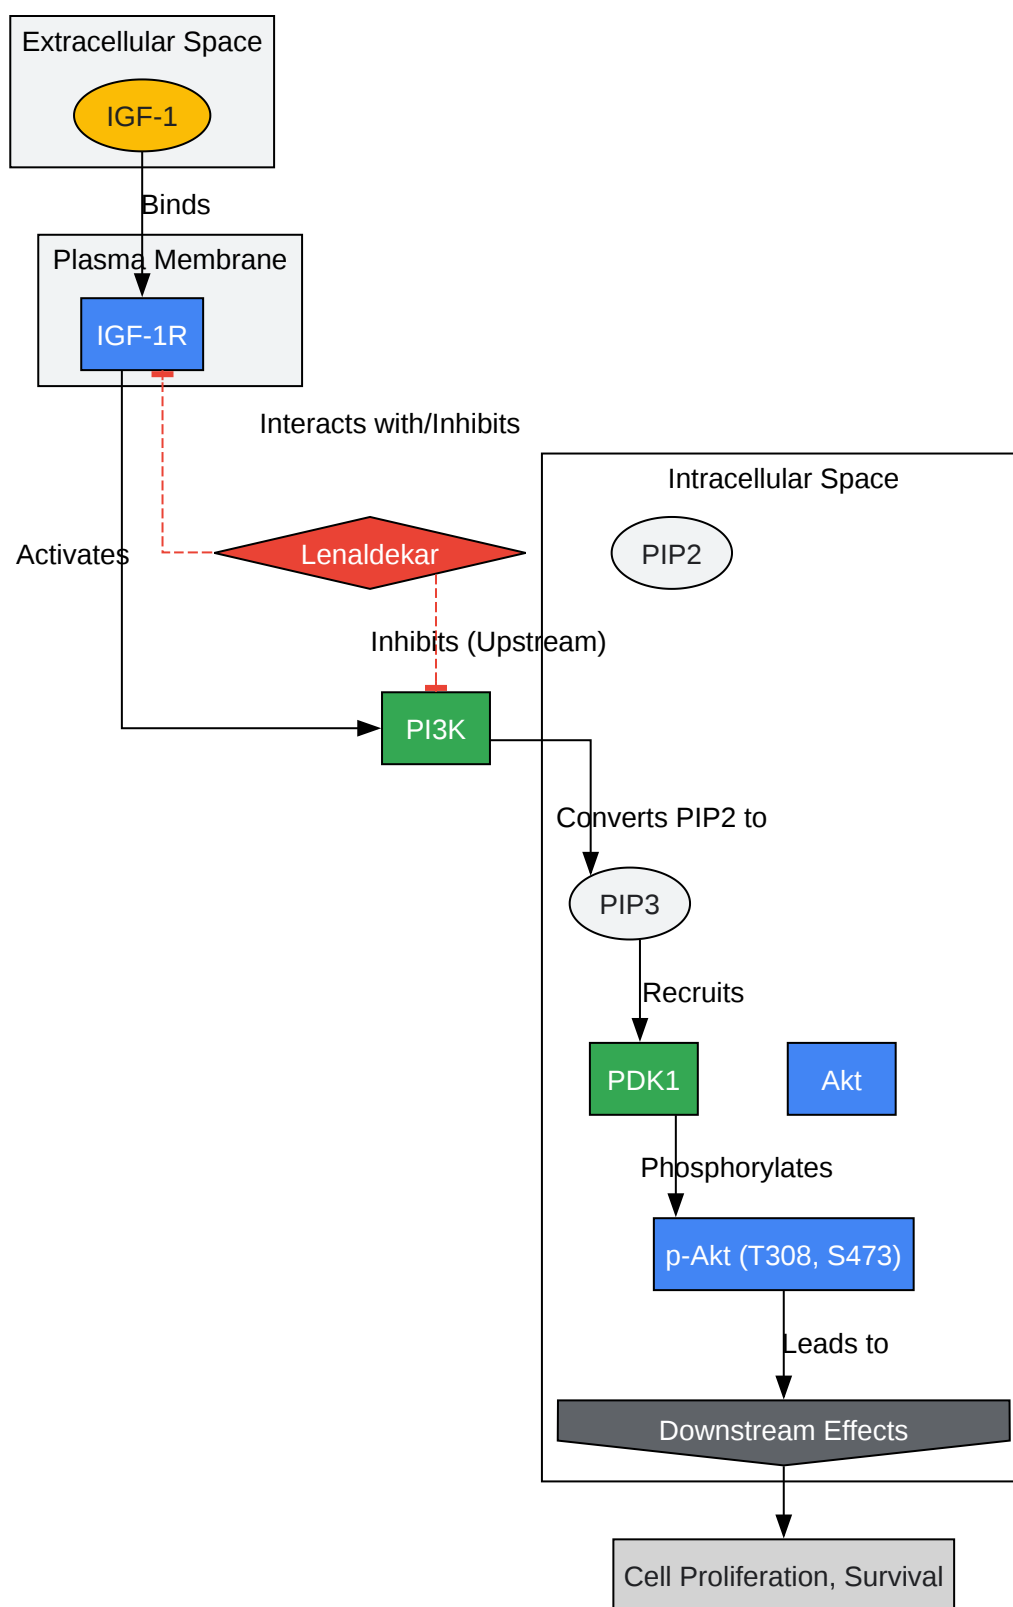 Extracellular Space
IGF-1
Binds
Plasma Membrane
IGF-1R
Interacts with/Inhibits
Intracellular Space
Activates
Lenaldekar
PIP2
Inhibits (Upstream)
PI3K
Converts PIP2 to
PIP3
Recruits
PDK1
Akt
Phosphorylates
p-Akt (T308, S473)
Leads to
Downstream Effects
Cell Proliferation, Survival